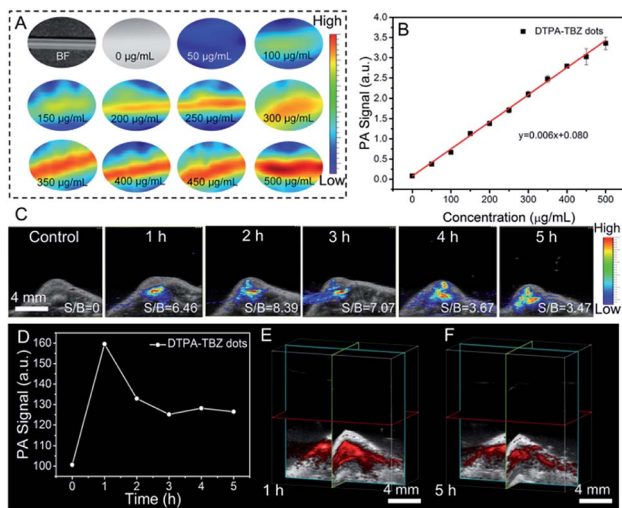 A
BF
0 µg/mL
50 µg/mL
100 µg/mL
150 µg/mL
200 µg/mL
250 µg/mL
300 µg/mL
350 µg/mL
400 µg/mL
450 µg/mL
500 µg/mL
High
Low
B
PA Signal (a.u.)
4.0
3.5
3.0
2.5
2.0
1.5
1.0
0.5
0.0
DTPA-TBZ dots
y=0.006x+0.080
0 100 200 300 400 500
Concentration (µg/mL)
C
Control
1 h
2 h
3 h
4 h
5 h
4 mm
S/B=0
S/B=6.46
S/B=8.39
S/B=7.07
S/B=3.67
S/B=3.47
High
Low
D
PA Signal (a.u.)
160
150
140
130
120
110
100
DTPA-TBZ dots
0 1 2 3 4 5
Time (h)
E
1 h
4 mm
F
5 h
4 mm